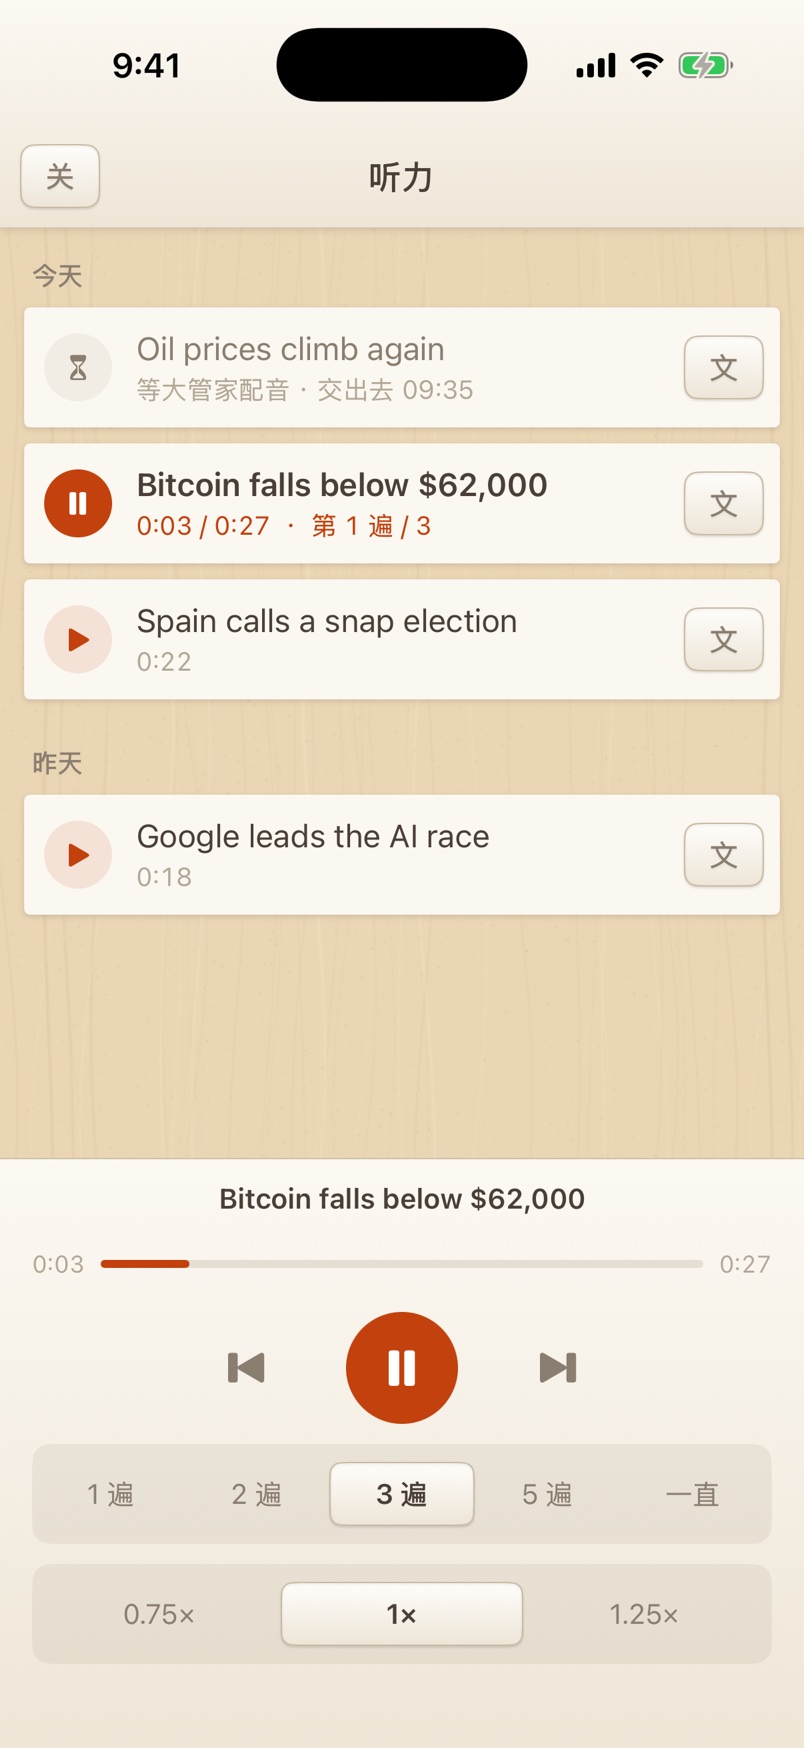 9:41
关
听力
今天
Oil prices climb again
等大管家配音 · 交出去 09:35
文
Bitcoin falls below $62,000
0:03 / 0:27 · 第 1 遍 / 3
文
Spain calls a snap election
0:22
文
昨天
Google leads the AI race
0:18
文
Bitcoin falls below $62,000
0:03
0:27
1 遍
2 遍
3 遍
5 遍
一直
0.75×
1×
1.25×